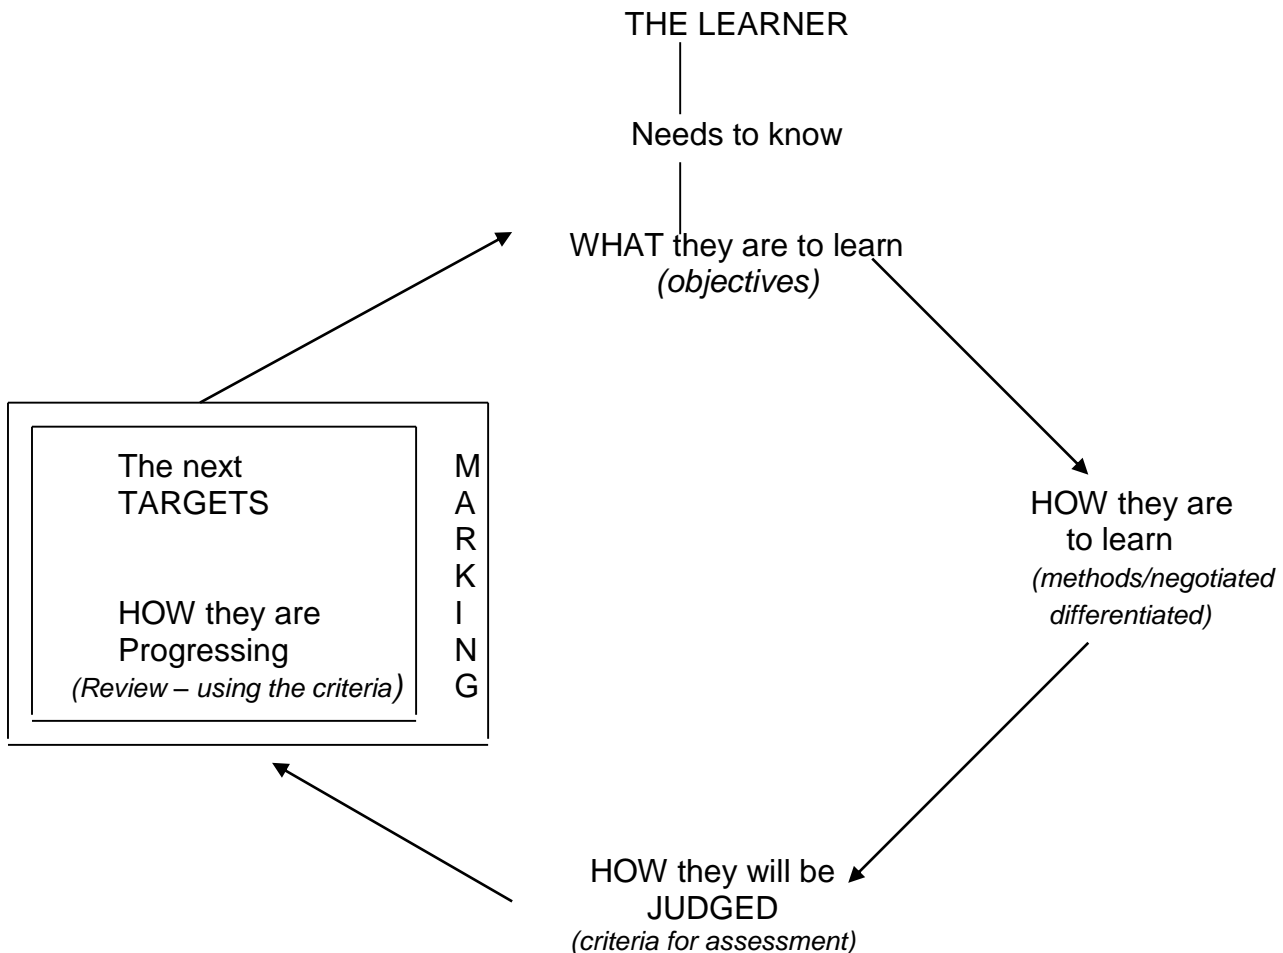 THE LEARNER
Needs to know
WHAT they are to learn
(objectives)
HOW they are
to learn
(methods/negotiated
differentiated)
HOW they will be
JUDGED
(criteria for assessment)
The next
TARGETS
HOW they are
Progressing
(Review – using the criteria)
M
A
R
K
I
N
G